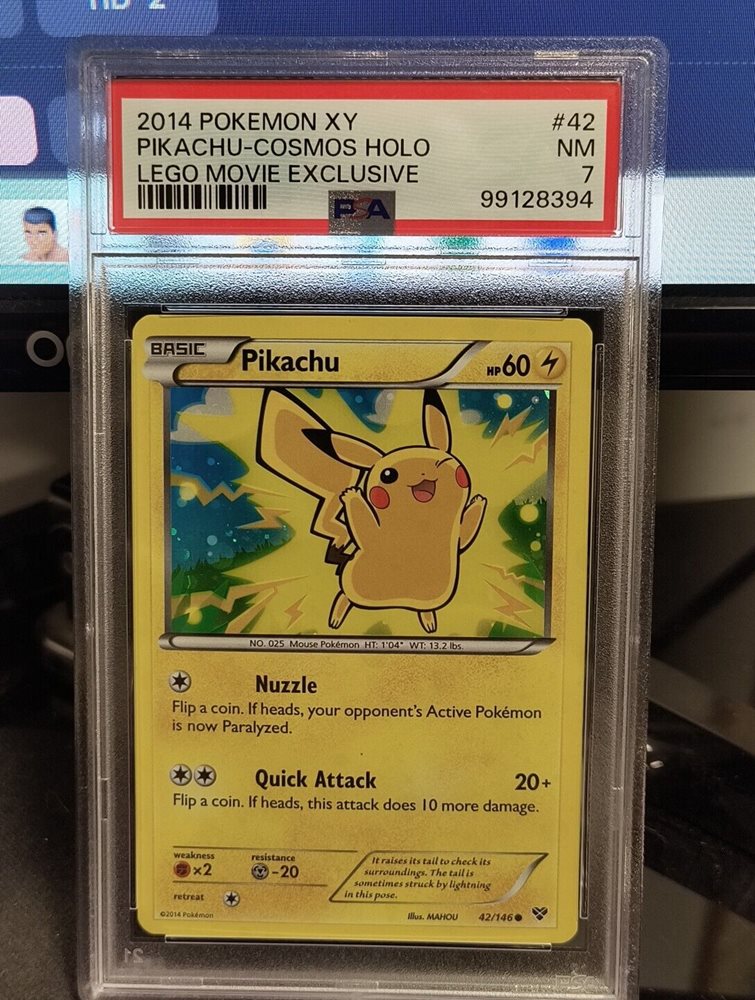 HD 2
2014 POKEMON XY #42
PIKACHU-COSMOS HOLO NM
LEGO MOVIE EXCLUSIVE 7
PSA 99128394
BASIC Pikachu HP60
NO. 025 Mouse Pokémon HT: 1'04" WT: 13.2 lbs.
Nuzzle
Flip a coin. If heads, your opponent's Active Pokémon
is now Paralyzed.
Quick Attack 20+
Flip a coin. If heads, this attack does 10 more damage.
weakness resistance
×2 -20
retreat
It raises its tail to check its
surroundings. The tail is
sometimes struck by lightning
in this pose.
©2014 Pokémon Illus. MAHOU 42/146